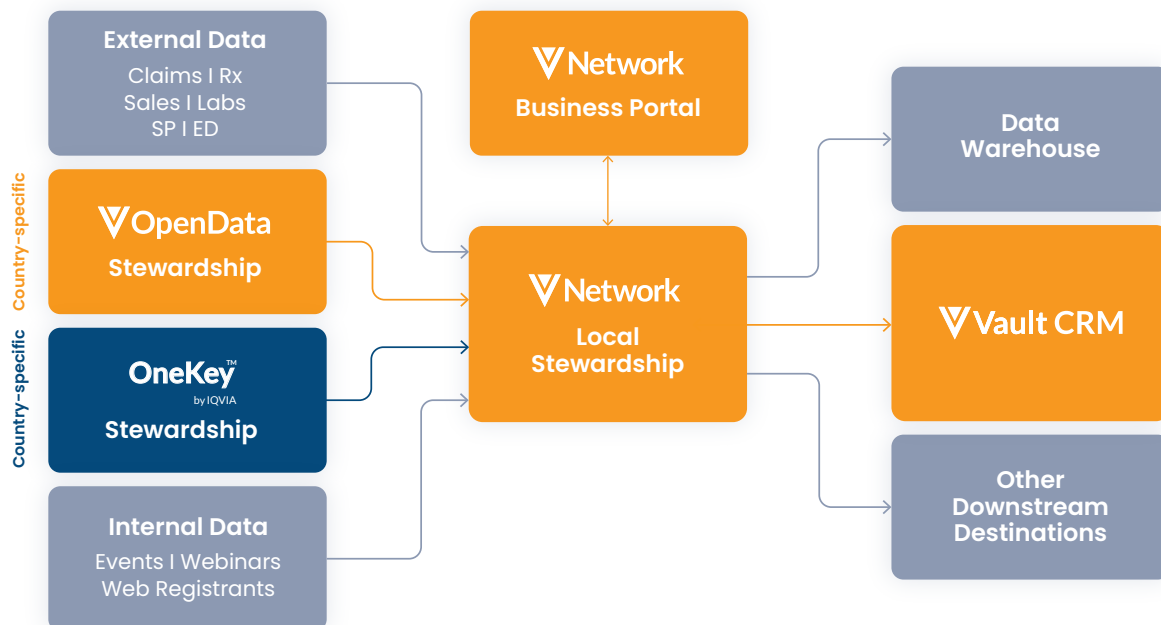 External Data
Claims I Rx
Sales I Labs
SP I ED
Country-specific
OpenData
Stewardship
Country-specific
OneKey™
by IQVIA
Stewardship
Internal Data
Events I Webinars
Web Registrants
Network
Business Portal
Network
Local
Stewardship
Data
Warehouse
Vault CRM
Other
Downstream
Destinations